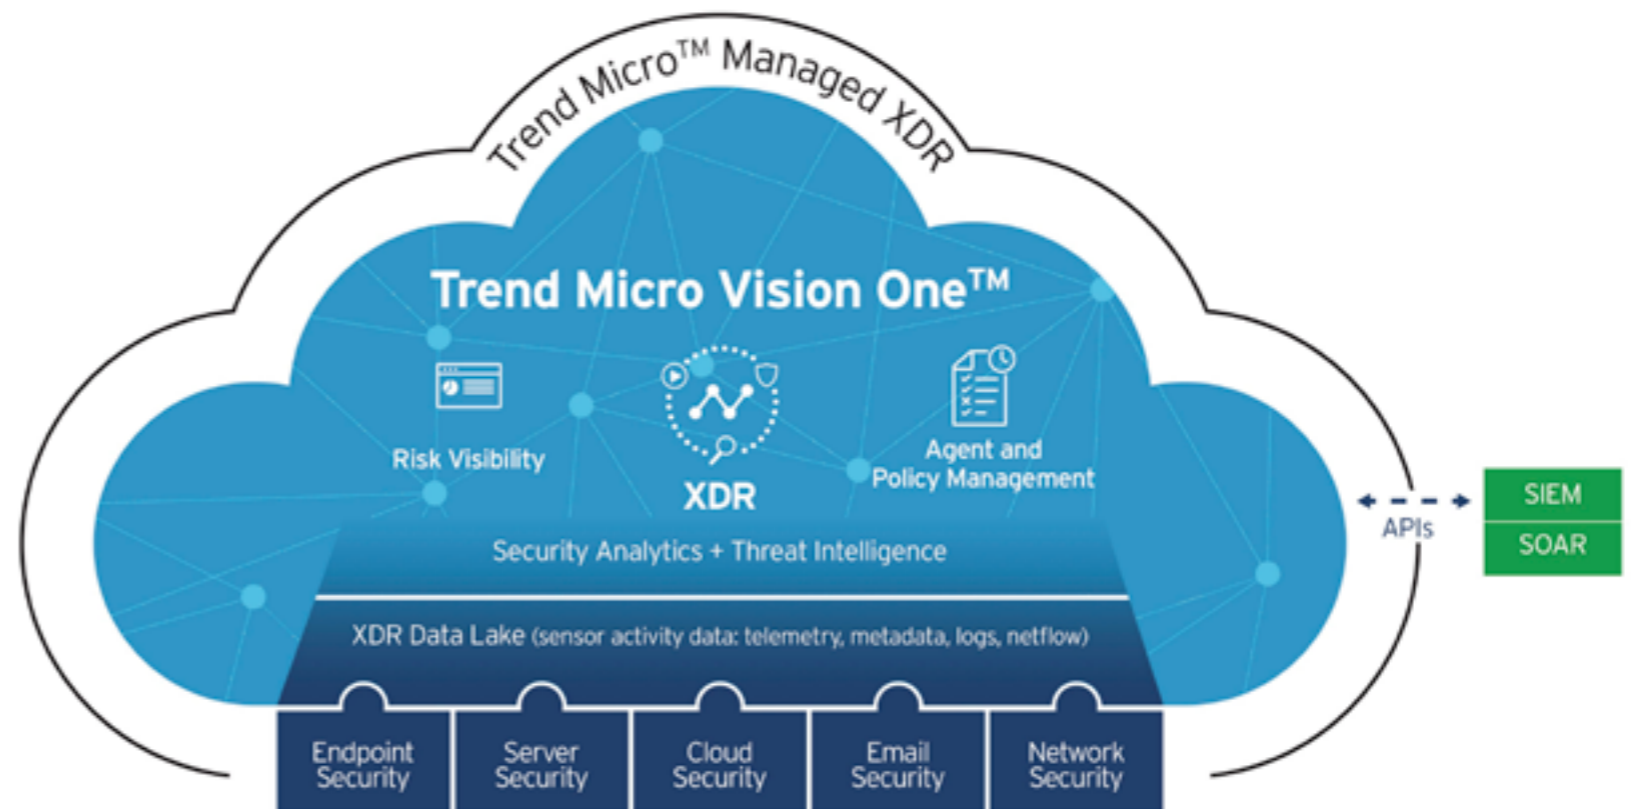 Trend Micro™ Managed XDR
Trend Micro Vision One™
Risk Visibility
XDR
Agent and
Policy Management
Security Analytics + Threat Intelligence
XDR Data Lake (sensor activity data: telemetry, metadata, logs, netflow)
Endpoint
Security
Server
Security
Cloud
Security
Email
Security
Network
Security
APIs
SIEM
SOAR